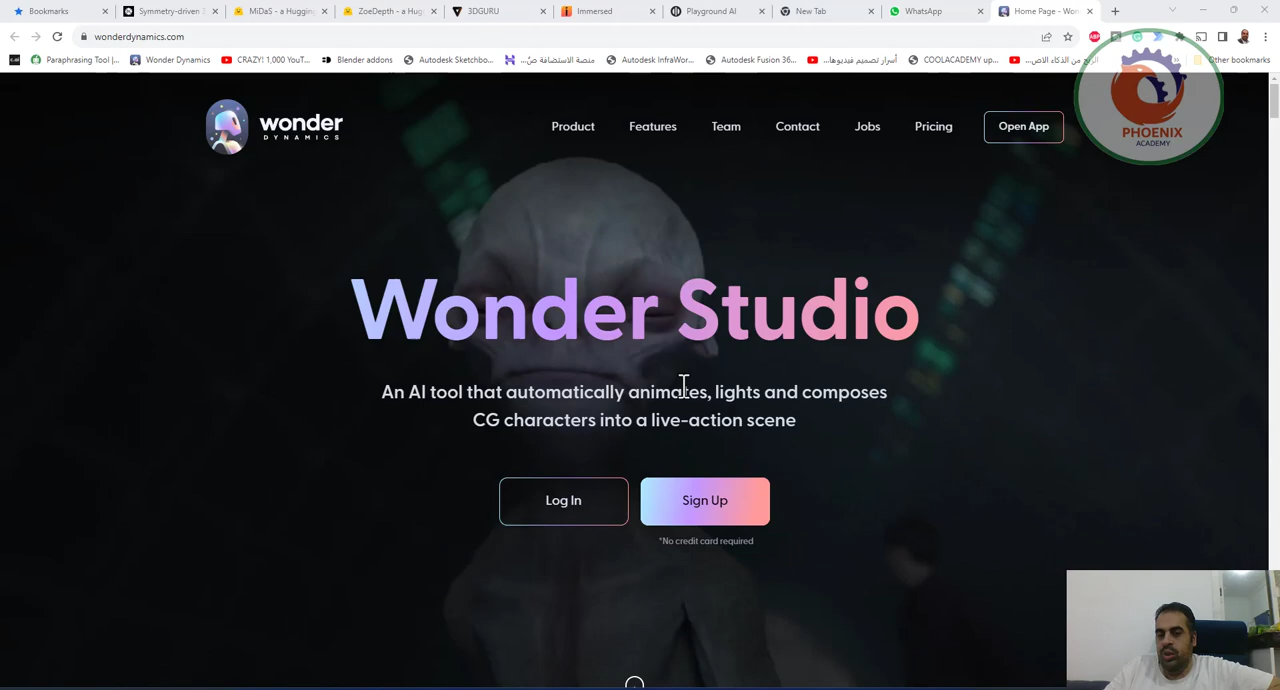 Bookmarks
Symmetry-driven 3
MiDaS - a Hugging
ZoeDepth - a Hug
3DGURU
Immersed
Playground AI
New Tab
WhatsApp
Home Page - Won
wonderdynamics.com
ABP
Paraphrasing Tool |...
Wonder Dynamics
CRAZY! 1,000 YouT...
Blender addons
Autodesk Sketchbo...
منصة الاستضافة صُ...
Autodesk InfraWor...
Autodesk Fusion 36...
أسرار تصميم فيديوها...
COOLACADEMY up...
الربح من الذكاء الاص...
Other bookmarks
wonder
DYNAMICS
Product
Features
Team
Contact
Jobs
Pricing
Open App
PHOENIX
ACADEMY
Wonder Studio
An AI tool that automatically animates, lights and composes
CG characters into a live-action scene
Log In
Sign Up
*No credit card required